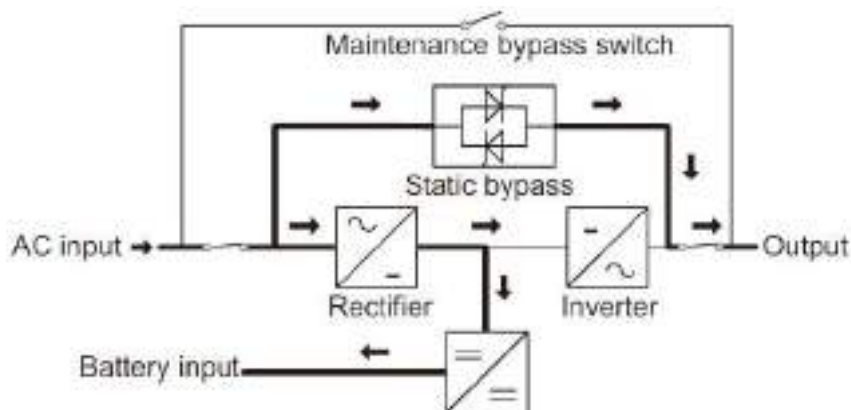 Maintenance bypass switch
Static bypass
AC input
Output
Rectifier
Inverter
Battery input